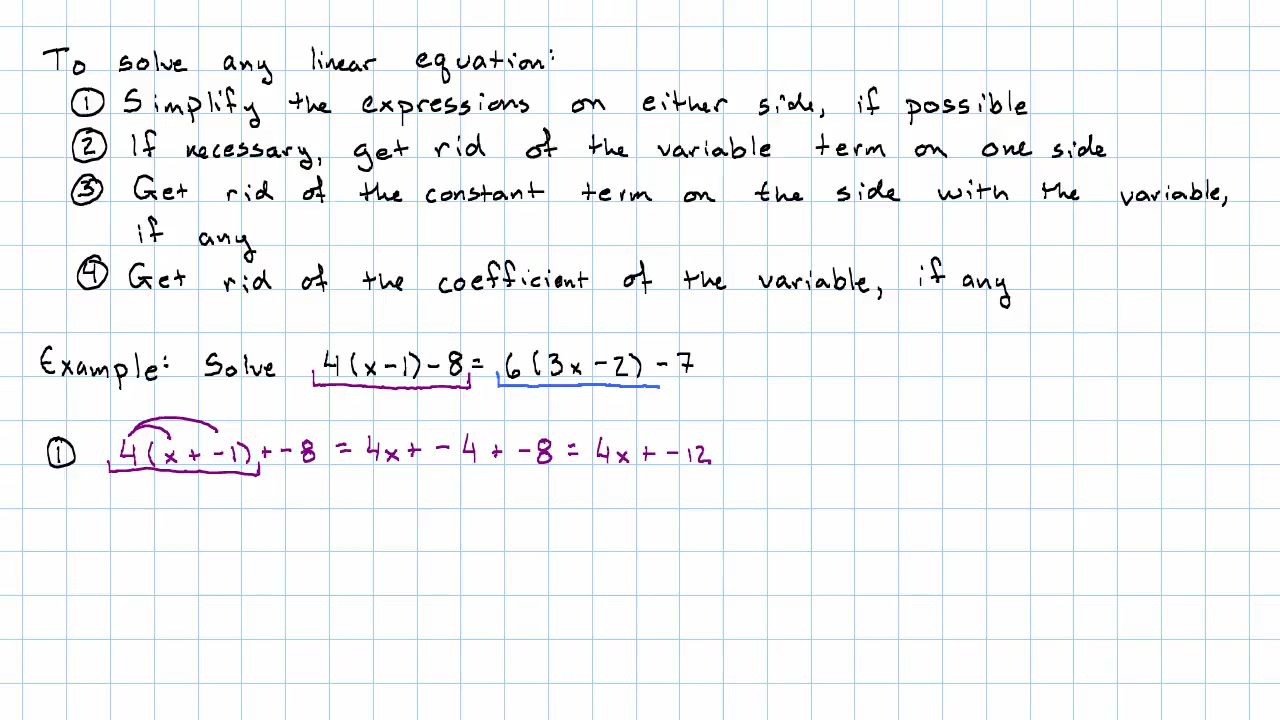 To solve any linear equation:
① Simplify the expressions on either side, if possible
② If necessary, get rid of the variable term on one side
③ Get rid of the constant term on the side with the variable,
if any
④ Get rid of the coefficient of the variable, if any
Example: Solve 4(x-1)-8 = 6(3x-2)-7
① 4(x+-1)+-8 = 4x+-4+-8 = 4x+-12